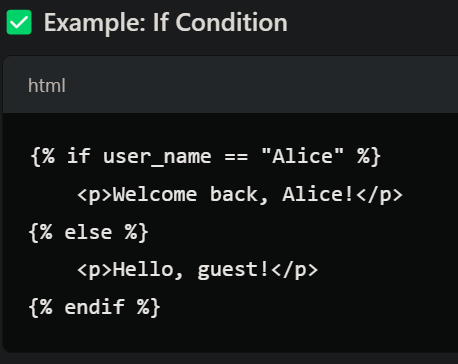 ✅ Example: If Condition
html
{% if user_name == "Alice" %}
    <p>Welcome back, Alice!</p>
{% else %}
    <p>Hello, guest!</p>
{% endif %}